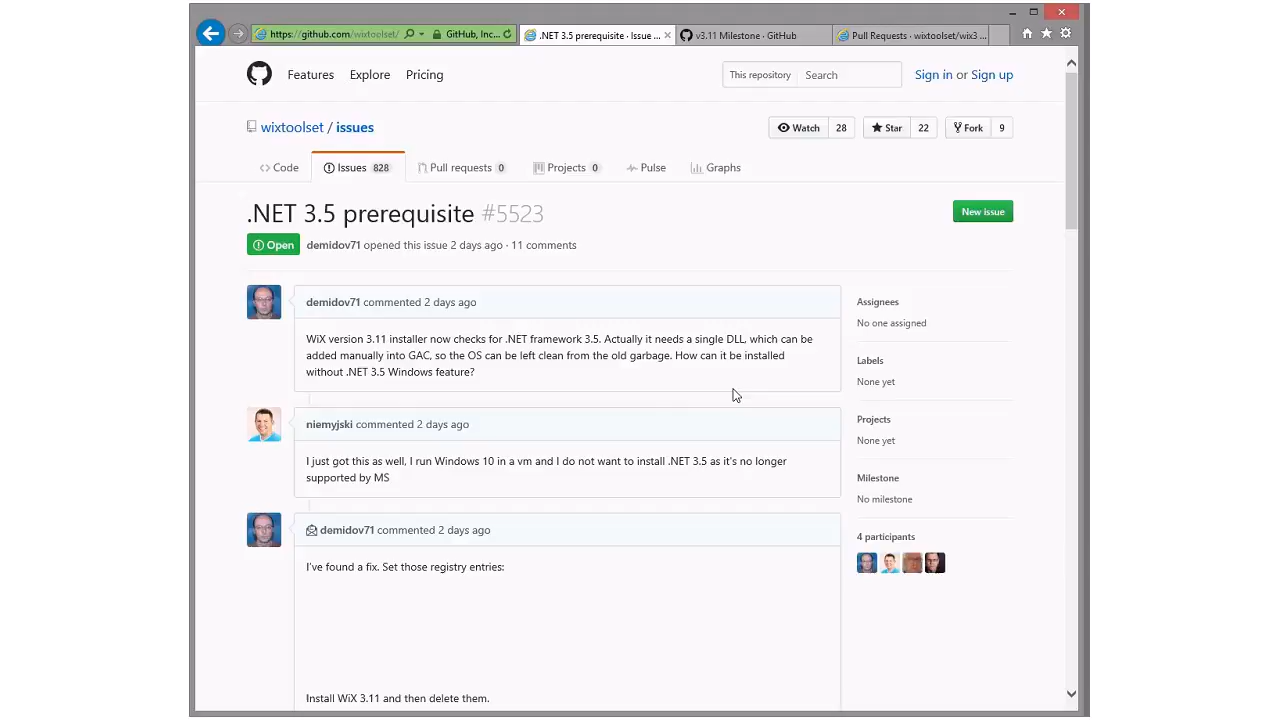 https://github.com/wixtoolset/ GitHub, Inc... .NET 3.5 prerequisite · Issue ... v3.11 Milestone · GitHub Pull Requests · wixtoolset/wix3 ...
Features Explore Pricing This repository Search Sign in or Sign up
wixtoolset / issues Watch 28 Star 22 Fork 9
Code Issues 828 Pull requests 0 Projects 0 Pulse Graphs
.NET 3.5 prerequisite #5523 New issue
Open demidov71 opened this issue 2 days ago · 11 comments
demidov71 commented 2 days ago
WiX version 3.11 installer now checks for .NET framework 3.5. Actually it needs a single DLL, which can be
added manually into GAC, so the OS can be left clean from the old garbage. How can it be installed
without .NET 3.5 Windows feature?
niemyjski commented 2 days ago
I just got this as well, I run Windows 10 in a vm and I do not want to install .NET 3.5 as it's no longer
supported by MS
demidov71 commented 2 days ago
I've found a fix. Set those registry entries:
Install WiX 3.11 and then delete them.
Assignees
No one assigned
Labels
None yet
Projects
None yet
Milestone
No milestone
4 participants